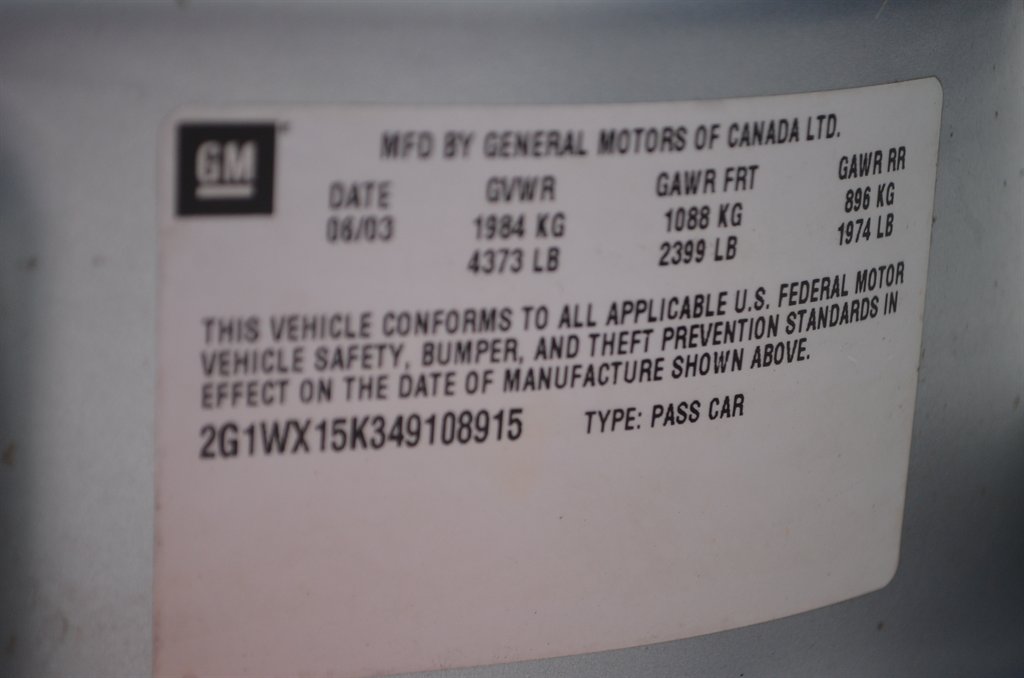 GM
MFD BY GENERAL MOTORS OF CANADA LTD.
DATE GVWR GAWR FRT GAWR RR
06/03 1984 KG 1088 KG 896 KG
4373 LB 2399 LB 1974 LB
THIS VEHICLE CONFORMS TO ALL APPLICABLE U.S. FEDERAL MOTOR
VEHICLE SAFETY, BUMPER, AND THEFT PREVENTION STANDARDS IN
EFFECT ON THE DATE OF MANUFACTURE SHOWN ABOVE.
2G1WX15K349108915 TYPE: PASS CAR